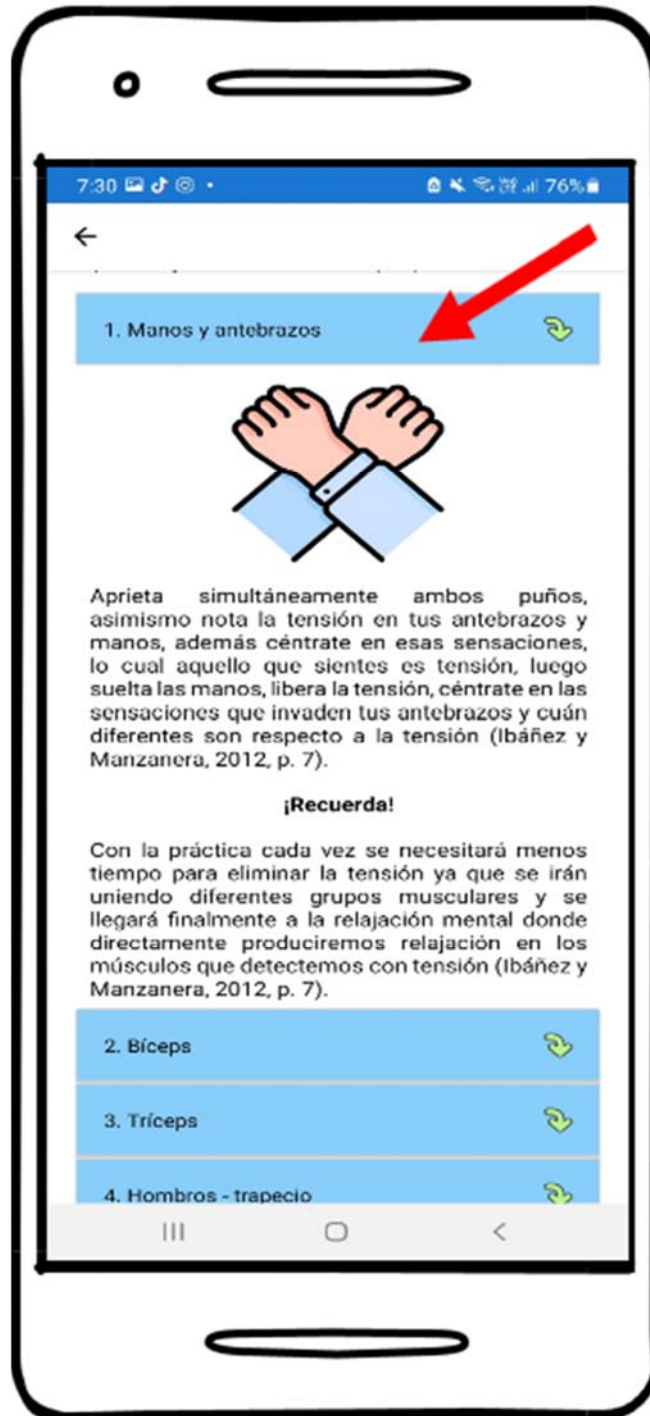 7:30
76%
1. Manos y antebrazos
Aprieta simultáneamente ambos puños,
asimismo nota la tensión en tus antebrazos y
manos, además céntrate en esas sensaciones,
lo cual aquello que sientes es tensión, luego
suelta las manos, libera la tensión, céntrate en las
sensaciones que invaden tus antebrazos y cuán
diferentes son respecto a la tensión (Ibáñez y
Manzanera, 2012, p. 7).
¡Recuerda!
Con la práctica cada vez se necesitará menos
tiempo para eliminar la tensión ya que se irán
uniendo diferentes grupos musculares y se
llegará finalmente a la relajación mental donde
directamente produciremos relajación en los
músculos que detectemos con tensión (Ibáñez y
Manzanera, 2012, p. 7).
2. Bíceps
3. Tríceps
4. Hombros - trapecio